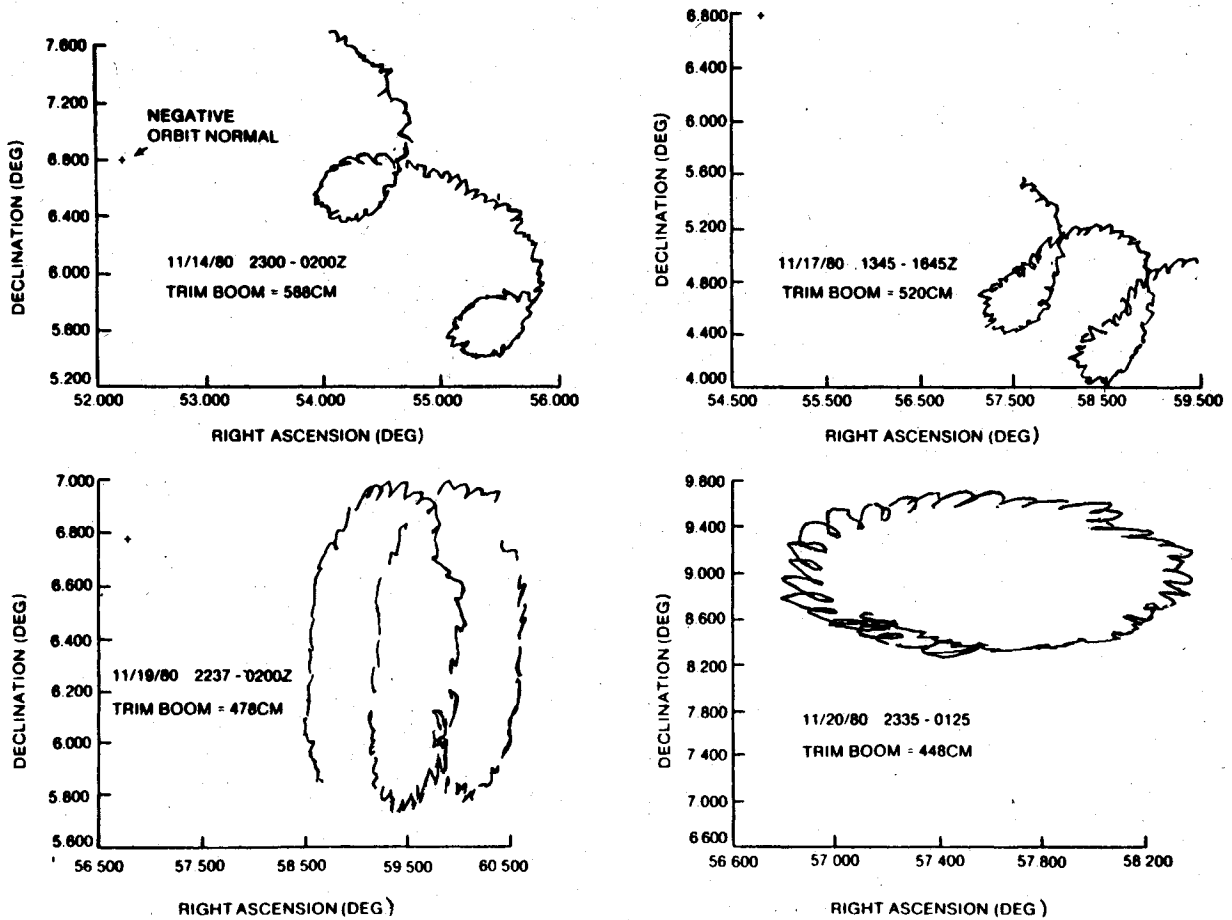 7.600
7.200
6.800
6.400
6.000
5.600
5.200
DECLINATION (DEG)
NEGATIVE
ORBIT NORMAL
11/14/80 2300 - 0200Z
TRIM BOOM = 588CM
52.000 53.000 54.000 55.000 56.000
RIGHT ASCENSION (DEG)
6.800
6.400
6.000
5.600
5.200
4.800
4.400
4.000
DECLINATION (DEG)
11/17/80 1345 - 1645Z
TRIM BOOM = 520CM
54.500 55.500 56.500 57.500 58 500 59.500
RIGHT ASCENSION (DEG)
7.000
6.800
6.600
6.400
6.200
6.000
5.800
5.600
DECLINATION (DEG)
11/19/80 2237 - 0200Z
TRIM BOOM = 478CM
56 500 57 500 58 500 59 500 60 500
RIGHT ASCENSION (DEG)
9.800
9.400
9.000
8 600
8.200
7.800
7 400
7.000
6 600
DECLINATION (DEG)
11/20/80 2335 - 0125
TRIM BOOM = 448CM
56 600 57 000 57 400 57 800 58 200
RIGHT ASCENSION (DEG)